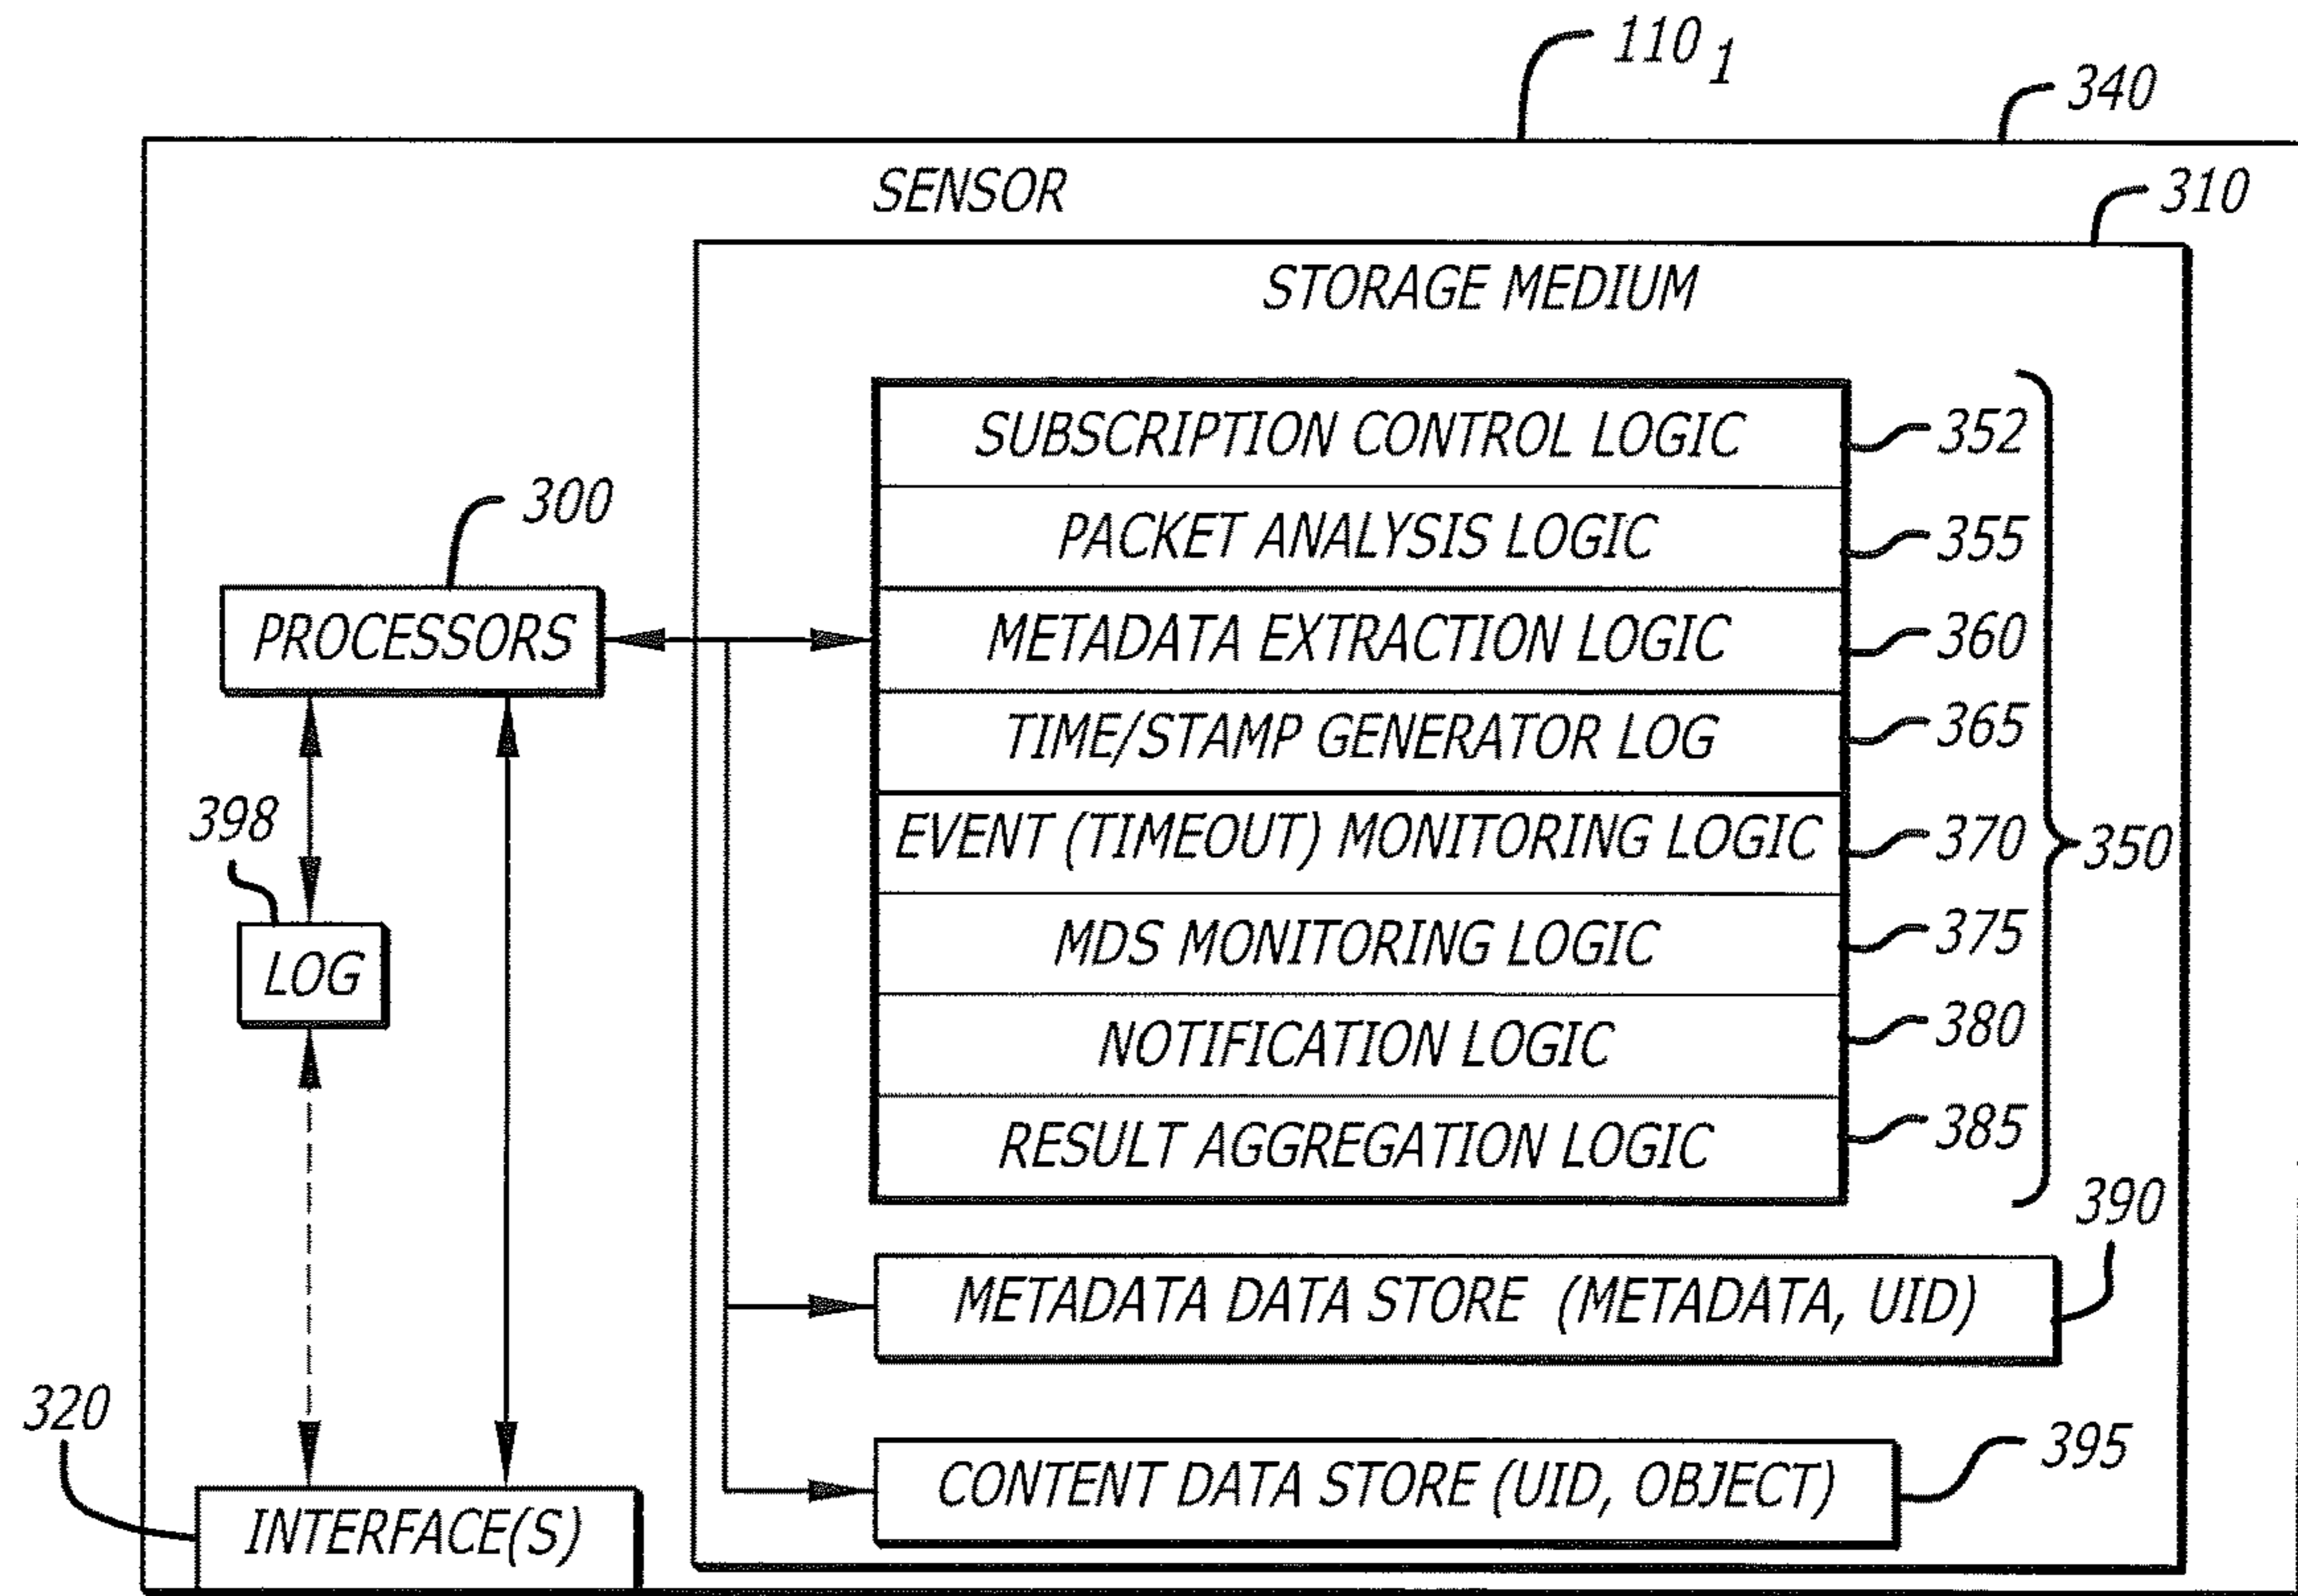 110 1
340
SENSOR
310
STORAGE MEDIUM
SUBSCRIPTION CONTROL LOGIC
352
PACKET ANALYSIS LOGIC
355
300
PROCESSORS
METADATA EXTRACTION LOGIC
360
TIME/STAMP GENERATOR LOG
365
398
EVENT (TIMEOUT) MONITORING LOGIC
370
350
LOG
MDS MONITORING LOGIC
375
NOTIFICATION LOGIC
380
RESULT AGGREGATION LOGIC
385
390
METADATA DATA STORE (METADATA, UID)
320
CONTENT DATA STORE (UID, OBJECT)
395
INTERFACE(S)